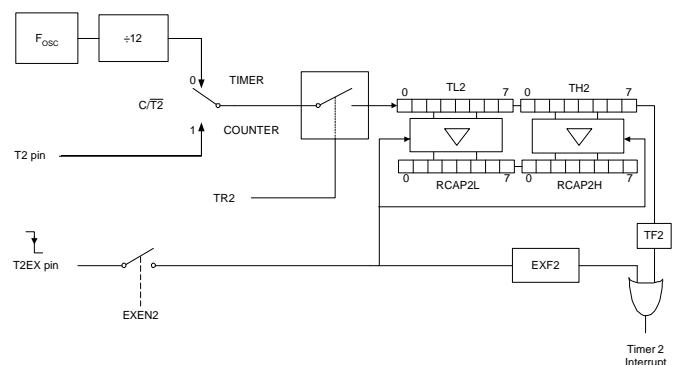 FOSC
÷12
0
TIMER
C/T2
1
COUNTER
T2 pin
TR2
0 TL2 7
0 TH2 7
0 RCAP2L 7
0 RCAP2H 7
TF2
T2EX pin
EXEN2
EXF2
Timer 2
Interrupt